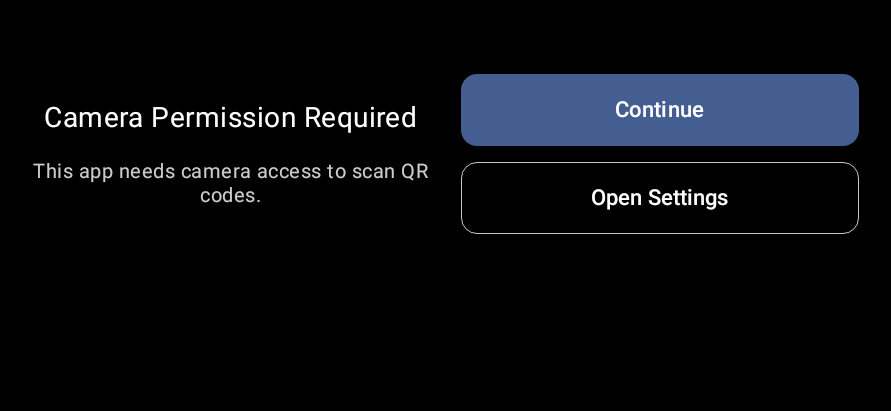 Camera Permission Required
This app needs camera access to scan QR
codes.
Continue
Open Settings